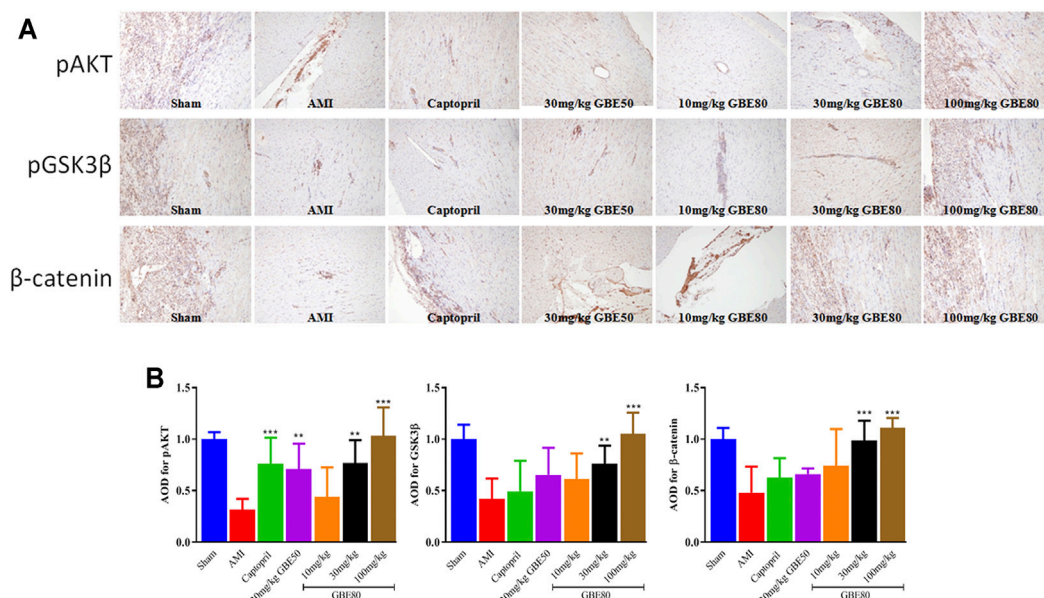 A
pAKT
Sham AMI Captopril 30mg/kg GBE50 10mg/kg GBE80 30mg/kg GBE80 100mg/kg GBE80
pGSK3β
Sham AMI Captopril 30mg/kg GBE50 10mg/kg GBE80 30mg/kg GBE80 100mg/kg GBE80
β-catenin
Sham AMI Captopril 30mg/kg GBE50 10mg/kg GBE80 30mg/kg GBE80 100mg/kg GBE80
B
AOD for pAKT
1.5
1.0
0.5
0.0
*** ** ** ***
Sham AMI Captopril GBE50 10mg/kg 30mg/kg 100mg/kg
GBE80
AOD for GSK3β
1.5
1.0
0.5
0.0
** ***
Sham AMI Captopril GBE50 10mg/kg 30mg/kg 100mg/kg
GBE80
AOD for β-catenin
1.5
1.0
0.5
0.0
*** ***
Sham AMI Captopril GBE50 10mg/kg 30mg/kg 100mg/kg
GBE80